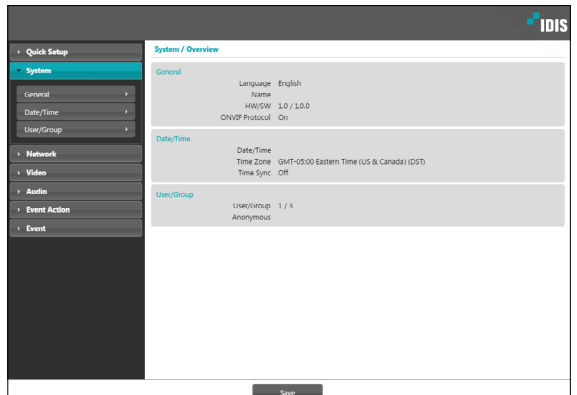 IDIS
Quick Setup
System
General
Date/Time
User/Group
Network
Video
Audio
Event Action
Event
System / Overview
General
Language English
Name
HW/SW 1.0 / 1.0.0
ONVIF Protocol On
Date/Time
Date/Time
Time Zone GMT-05:00 Eastern Time (US & Canada) (DST)
Time Sync Off
User/Group
User/Group 1 / 3
Anonymous
Save